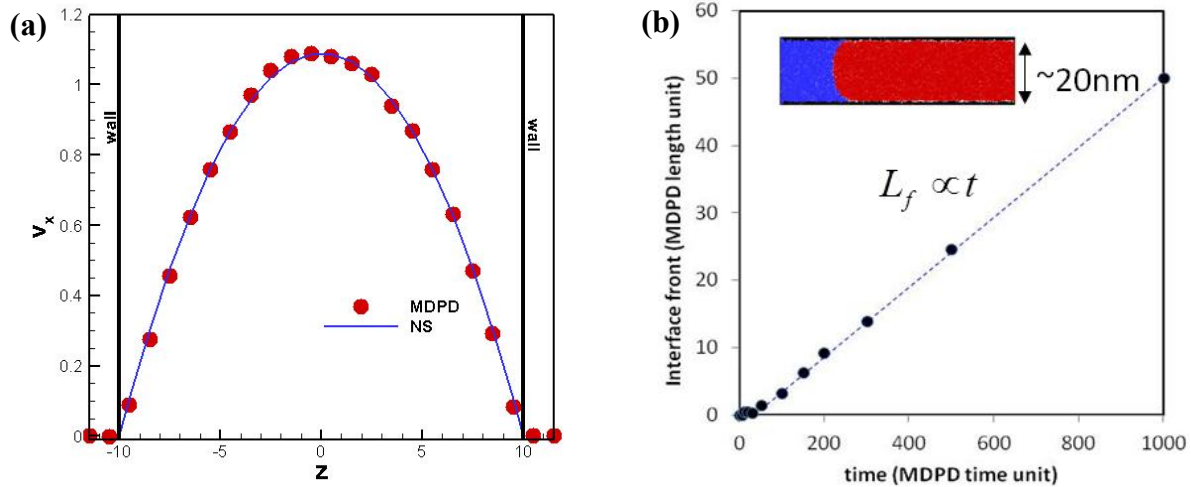 (a)
1.2
1
0.8
0.6
0.4
0.2
0
v_x
wall
wall
MDPD
NS
-10
-5
0
5
10
z
(b)
60
50
40
30
20
10
0
Interface front (MDPD length unit)
~20nm
L_f ∝ t
0
200
400
600
800
1000
time (MDPD time unit)